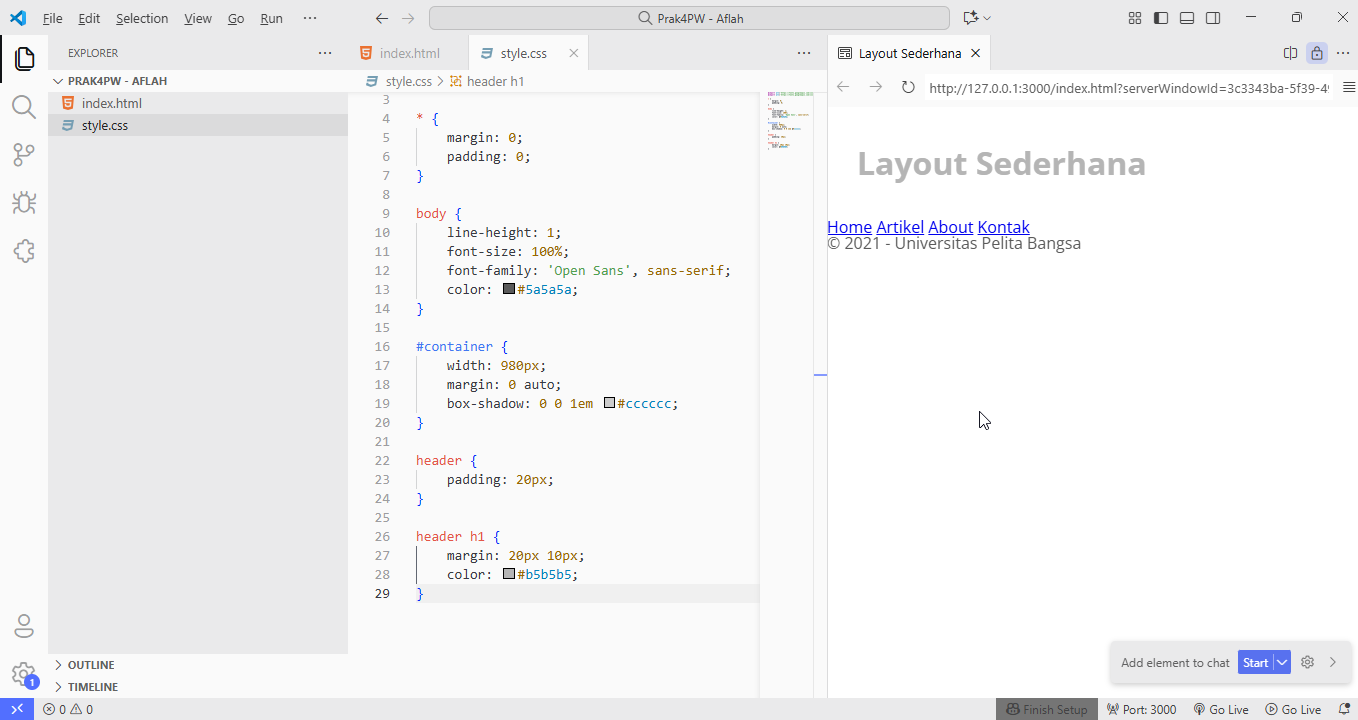 File Edit Selection View Go Run ··· Prak4PW - Aflah
EXPLORER ···
PRAK4PW - AFLAH
index.html
style.css
OUTLINE
TIMELINE
index.html style.css ···
style.css > header h1
3
4 * {
5 margin: 0;
6 padding: 0;
7 }
8
9 body {
10 line-height: 1;
11 font-size: 100%;
12 font-family: 'Open Sans', sans-serif;
13 color: #5a5a5a;
14 }
15
16 #container {
17 width: 980px;
18 margin: 0 auto;
19 box-shadow: 0 0 1em #cccccc;
20 }
21
22 header {
23 padding: 20px;
24 }
25
26 header h1 {
27 margin: 20px 10px;
28 color: #b5b5b5;
29 }
Layout Sederhana ···
http://127.0.0.1:3000/index.html?serverWindowId=3c3343ba-5f39-4
Layout Sederhana
Home Artikel About Kontak
© 2021 - Universitas Pelita Bangsa
Add element to chat Start
1
0 0 Finish Setup Port: 3000 Go Live Go Live